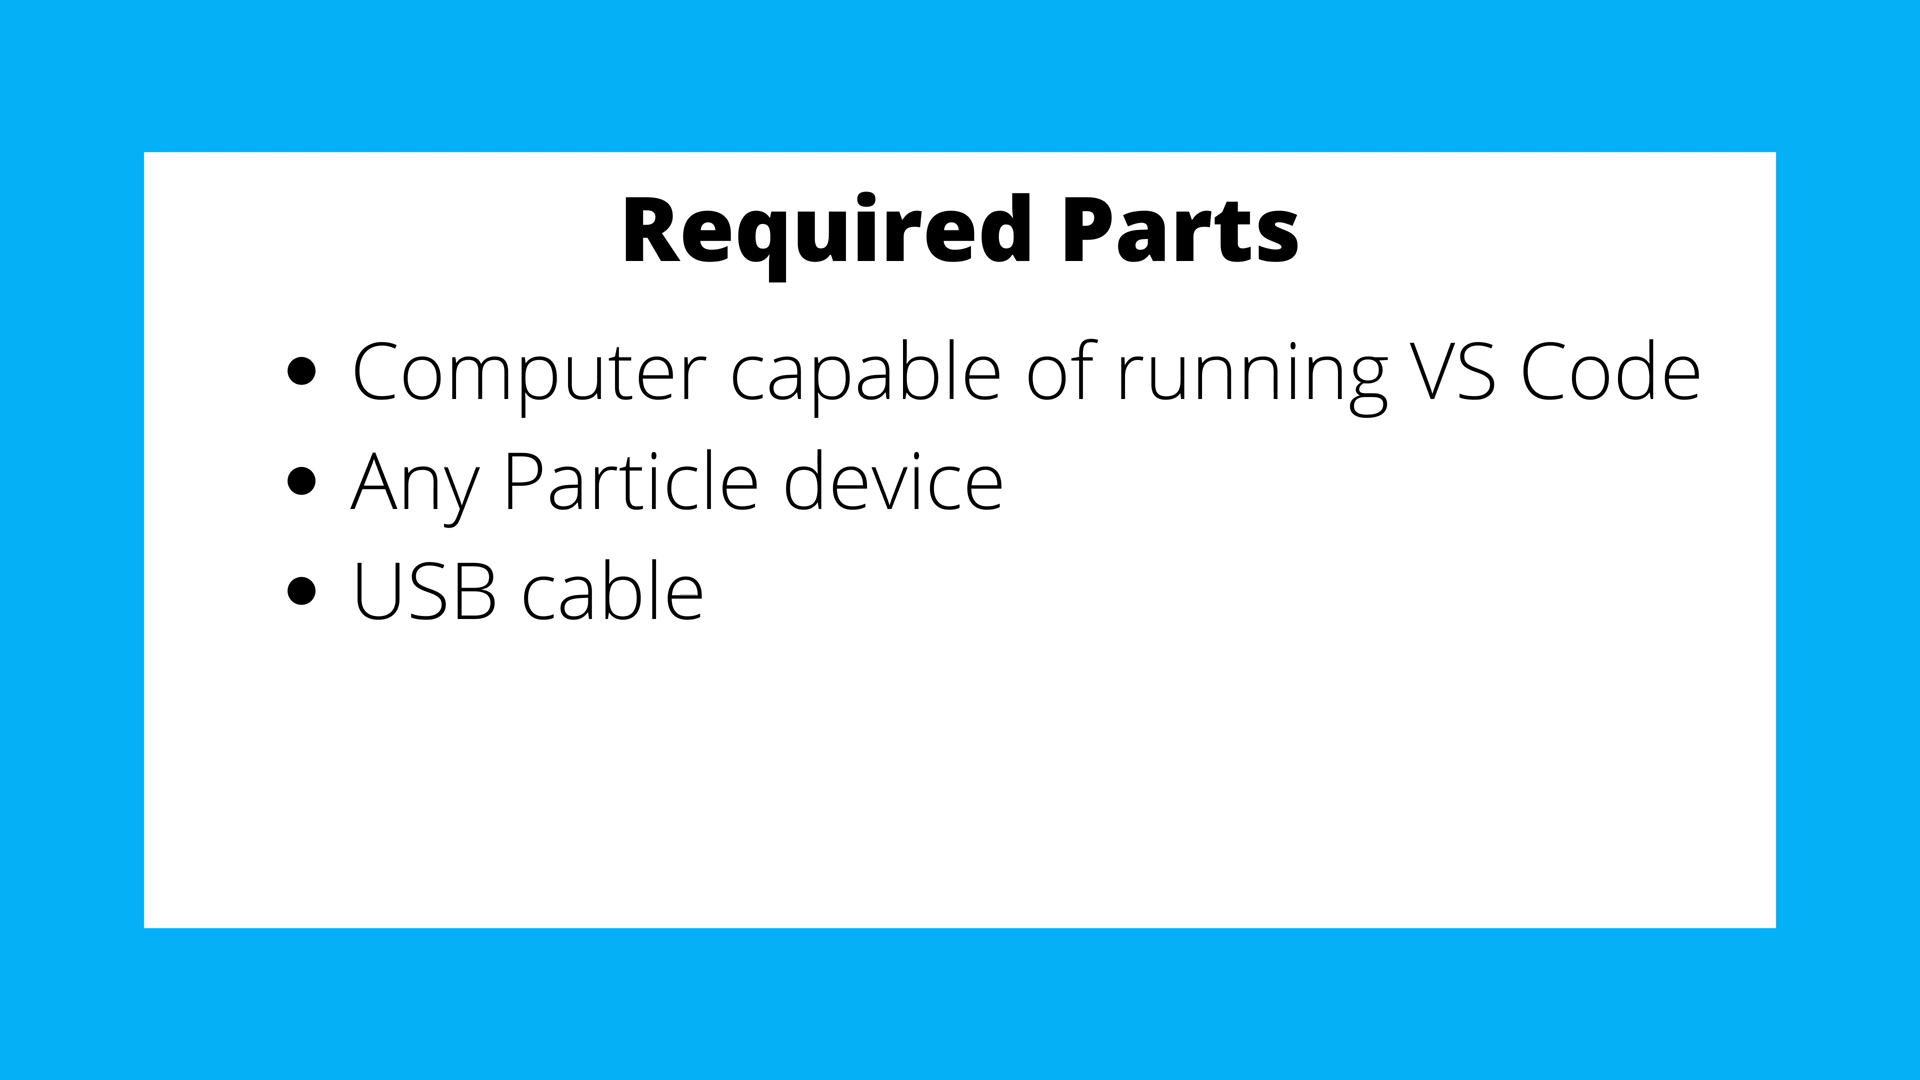 Required Parts
• Computer capable of running VS Code
• Any Particle device
• USB cable